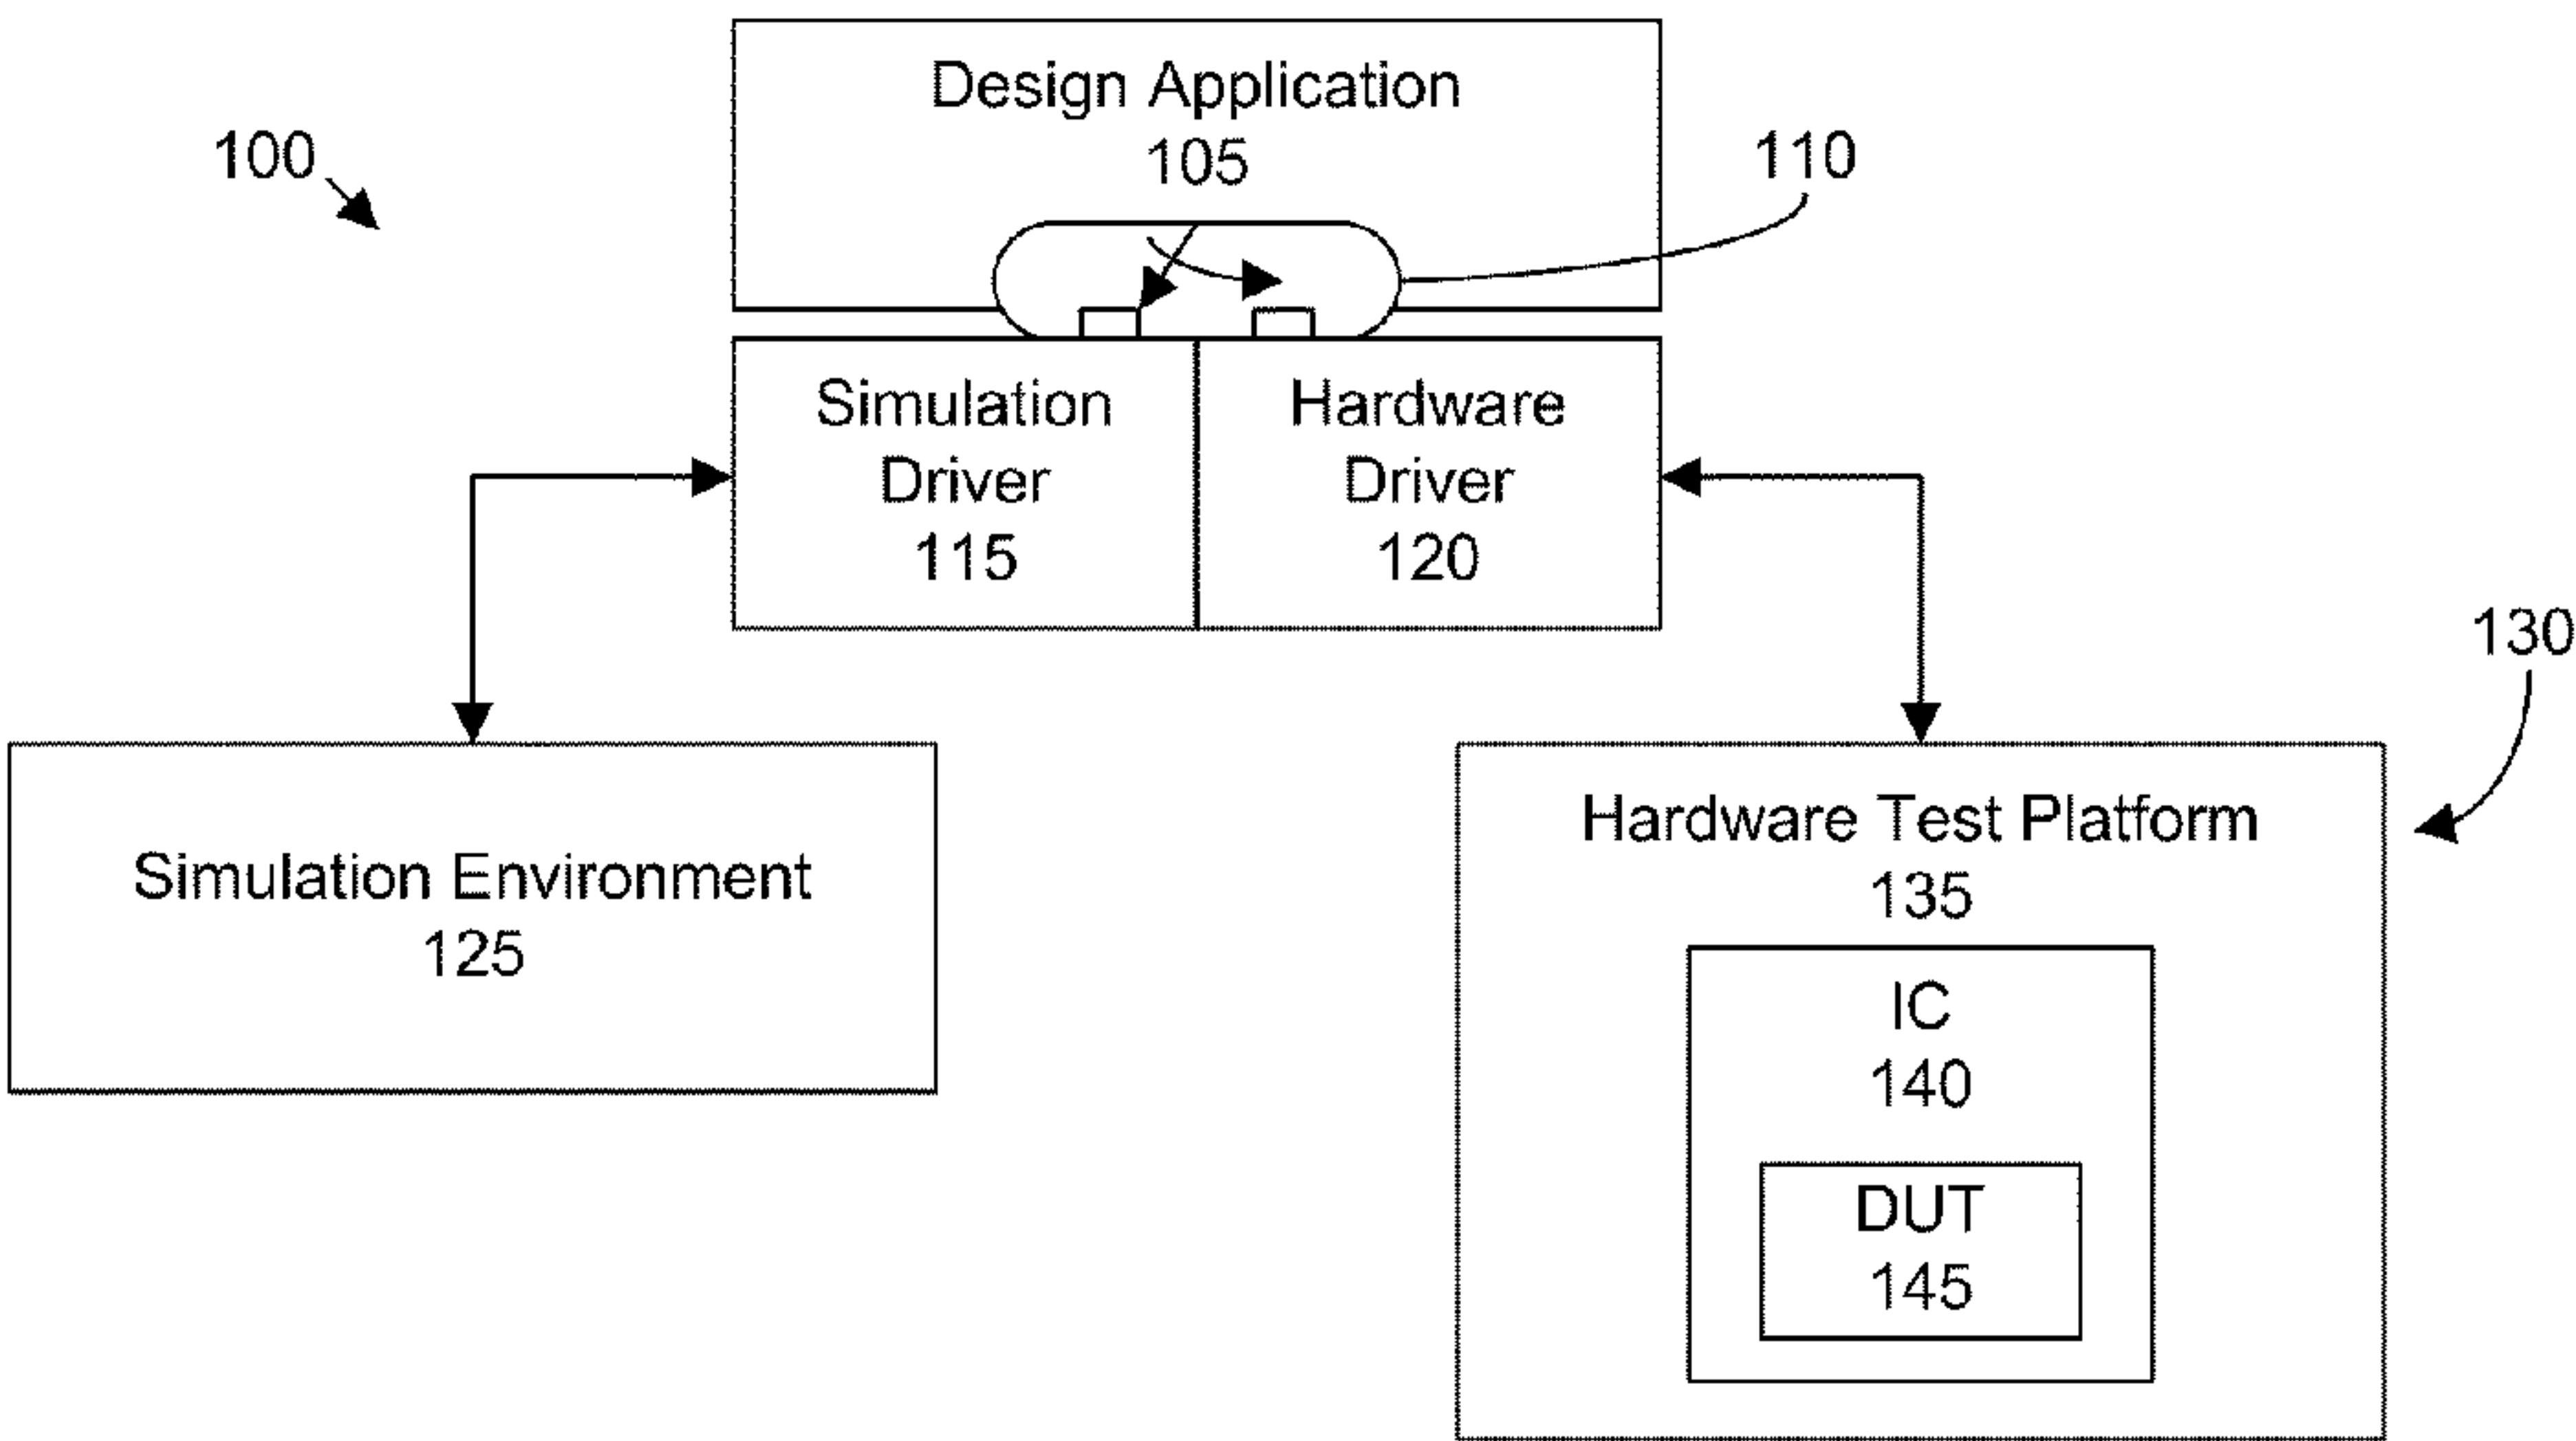 Design Application
105
100
110
Simulation
Driver
115
Hardware
Driver
120
130
Simulation Environment
125
Hardware Test Platform
135
IC
140
DUT
145